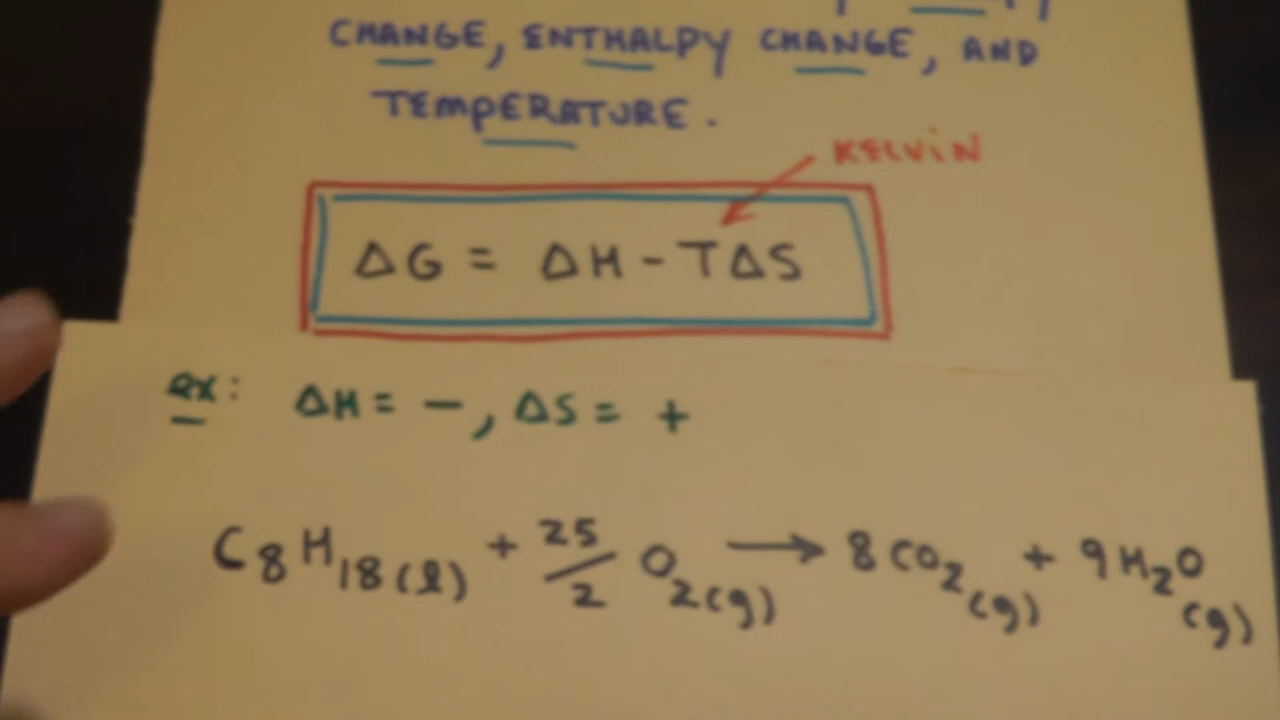 CHANGE, ENTHALPY CHANGE, AND
TEMPERATURE.
KELVIN
ΔG = ΔH - TΔS
ex: ΔH = - , ΔS = +
C8H18(l) + 25/2 O2(g) → 8CO2(g) + 9H2O(g)